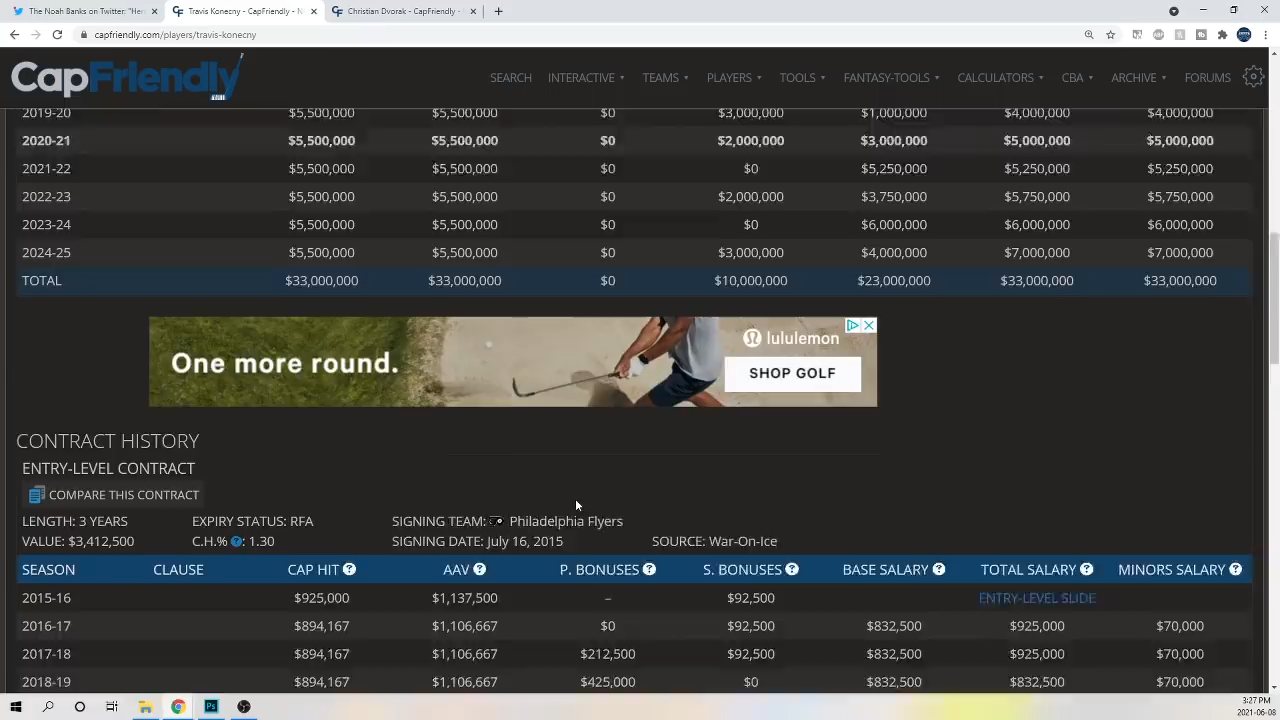 The Noah Banks on Twitter: "Her
Travis Konecny - CapFriendly - N
Christian Dvorak - CapFriendly -
capfriendly.com/players/travis-konecny
CapFriendly
SEARCH INTERACTIVE TEAMS PLAYERS TOOLS FANTASY-TOOLS CALCULATORS CBA ARCHIVE FORUMS
2019-20 $5,500,000 $5,500,000 $0 $3,000,000 $1,000,000 $4,000,000 $4,000,000
2020-21 $5,500,000 $5,500,000 $0 $2,000,000 $3,000,000 $5,000,000 $5,000,000
2021-22 $5,500,000 $5,500,000 $0 $0 $5,250,000 $5,250,000 $5,250,000
2022-23 $5,500,000 $5,500,000 $0 $2,000,000 $3,750,000 $5,750,000 $5,750,000
2023-24 $5,500,000 $5,500,000 $0 $0 $6,000,000 $6,000,000 $6,000,000
2024-25 $5,500,000 $5,500,000 $0 $3,000,000 $4,000,000 $7,000,000 $7,000,000
TOTAL $33,000,000 $33,000,000 $0 $10,000,000 $23,000,000 $33,000,000 $33,000,000
One more round.
lululemon
SHOP GOLF
CONTRACT HISTORY
ENTRY-LEVEL CONTRACT
COMPARE THIS CONTRACT
LENGTH: 3 YEARS EXPIRY STATUS: RFA SIGNING TEAM: Philadelphia Flyers
VALUE: $3,412,500 C.H.% ?: 1.30 SIGNING DATE: July 16, 2015 SOURCE: War-On-Ice
SEASON CLAUSE CAP HIT ? AAV ? P. BONUSES ? S. BONUSES ? BASE SALARY ? TOTAL SALARY ? MINORS SALARY ?
2015-16 $925,000 $1,137,500 – $92,500 ENTRY-LEVEL SLIDE
2016-17 $894,167 $1,106,667 $0 $92,500 $832,500 $925,000 $70,000
2017-18 $894,167 $1,106,667 $212,500 $92,500 $832,500 $925,000 $70,000
2018-19 $894,167 $1,106,667 $425,000 $0 $832,500 $832,500 $70,000
3:27 PM
2021-06-08